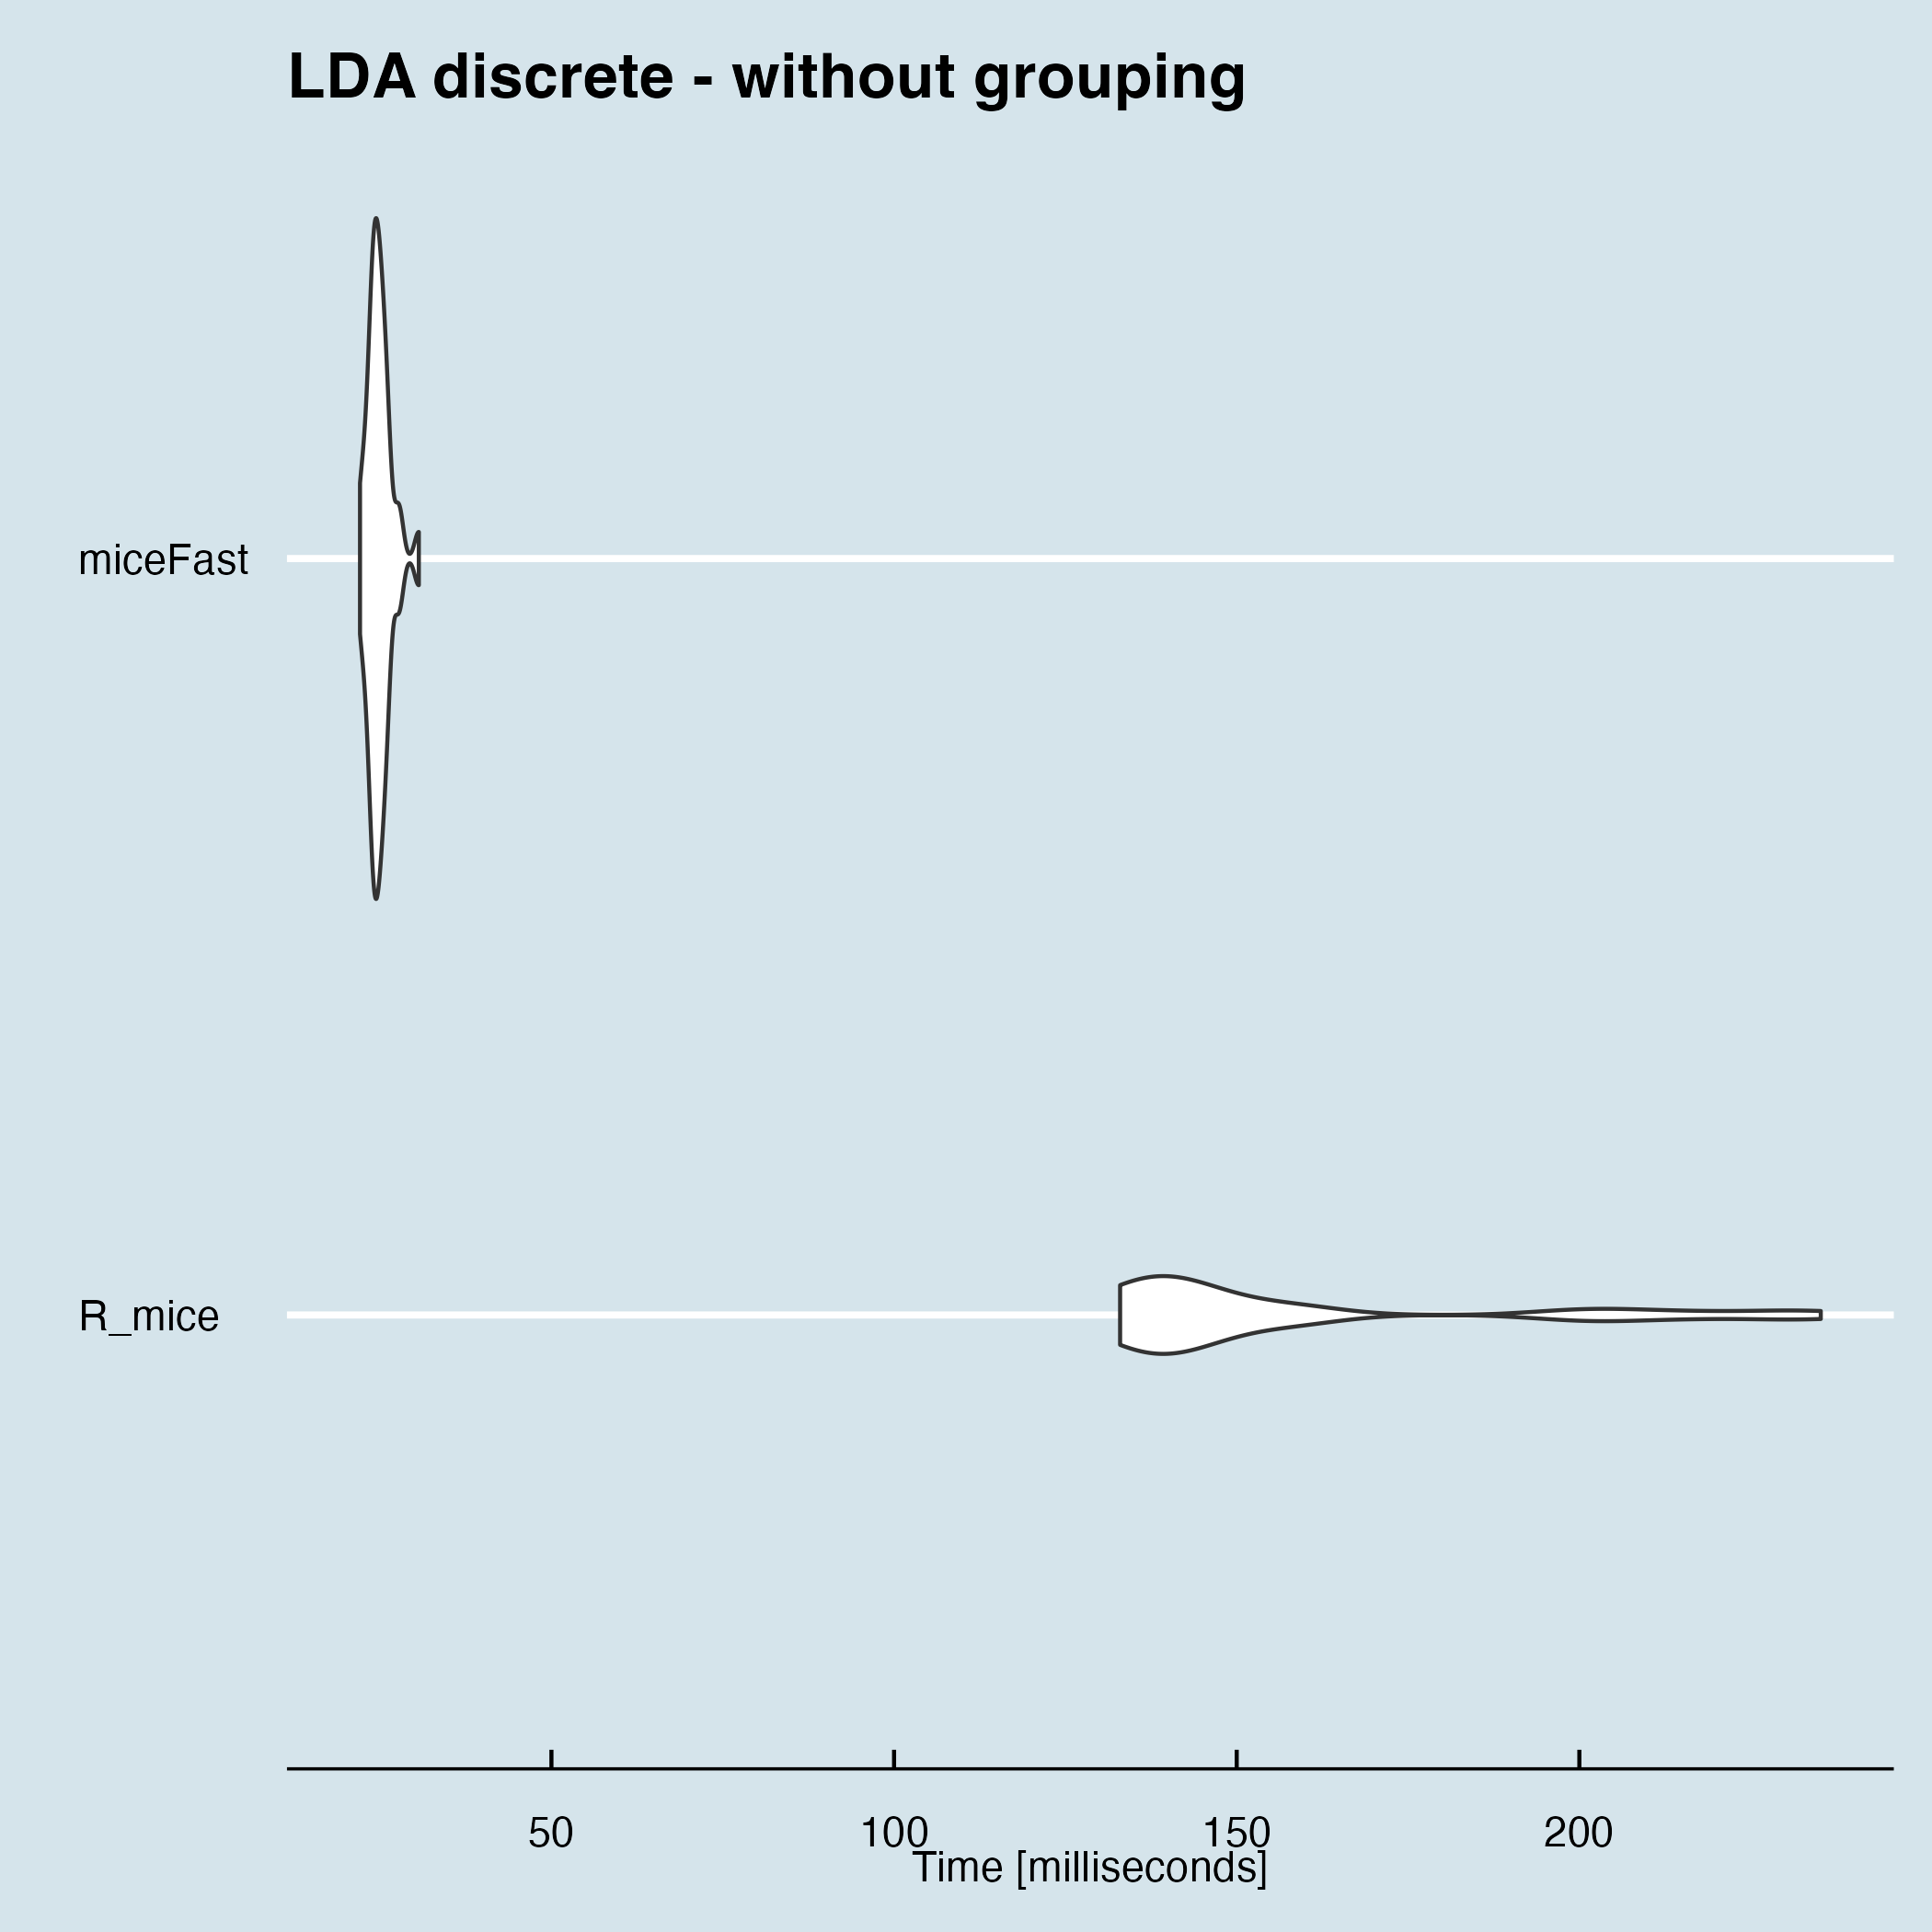 LDA discrete - without grouping
miceFast
R_mice
50 100 150 200
Time [milliseconds]